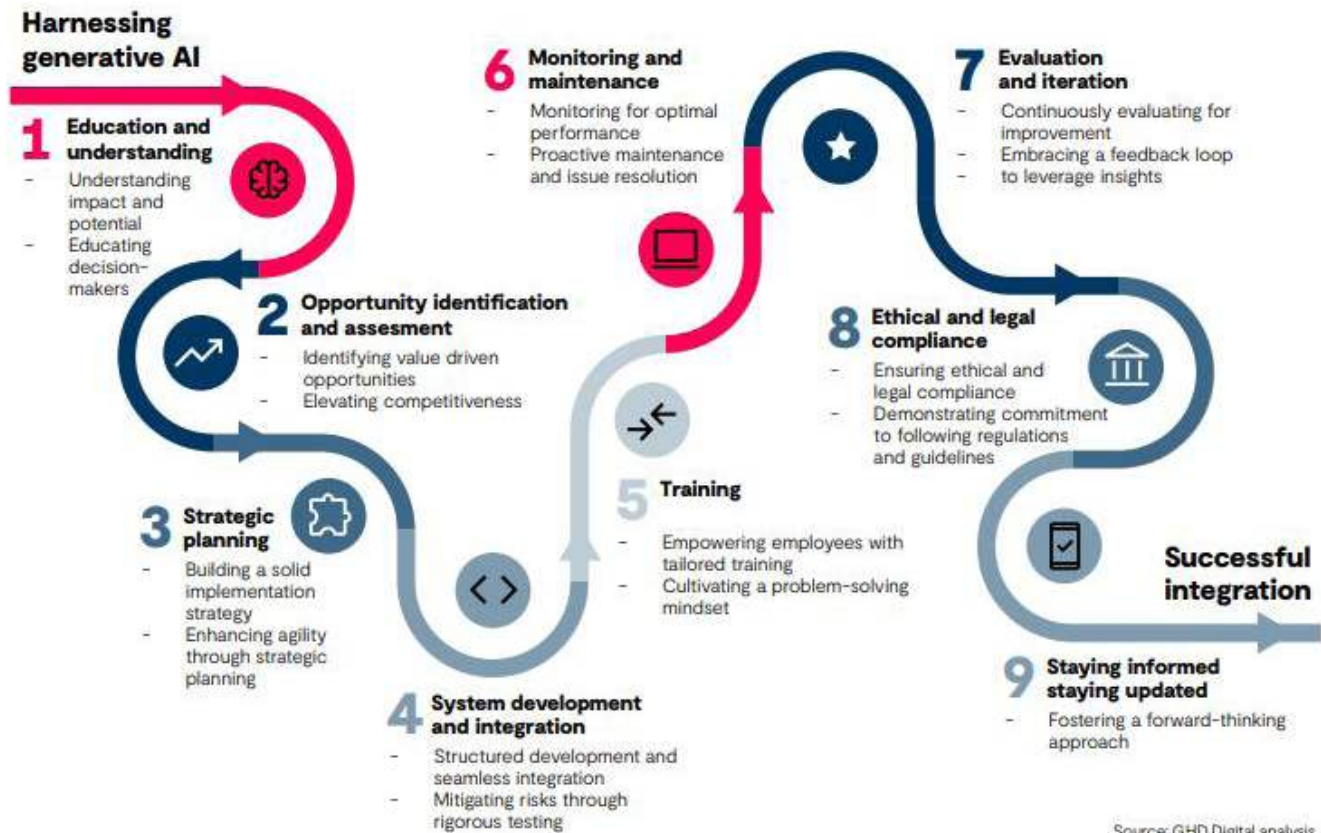 Harnessing
generative AI
1 Education and
understanding
- Understanding
impact and
potential
- Educating
decision-
makers
2 Opportunity identification
and assesment
- Identifying value driven
opportunities
- Elevating competitiveness
3 Strategic
planning
- Building a solid
implementation
strategy
- Enhancing agility
through strategic
planning
4 System development
and integration
- Structured development and
seamless integration
- Mitigating risks through
rigorous testing
5 Training
- Empowering employees with
tailored training
- Cultivating a problem-solving
mindset
6 Monitoring and
maintenance
- Monitoring for optimal
performance
- Proactive maintenance
and issue resolution
7 Evaluation
and iteration
- Continuously evaluating for
improvement
- Embracing a feedback loop
- to leverage insights
8 Ethical and legal
compliance
- Ensuring ethical and
legal compliance
- Demonstrating commitment
to following regulations
and guidelines
9 Staying informed
staying updated
- Fostering a forward-thinking
approach
Successful
integration
Source: GHD Digital analysis